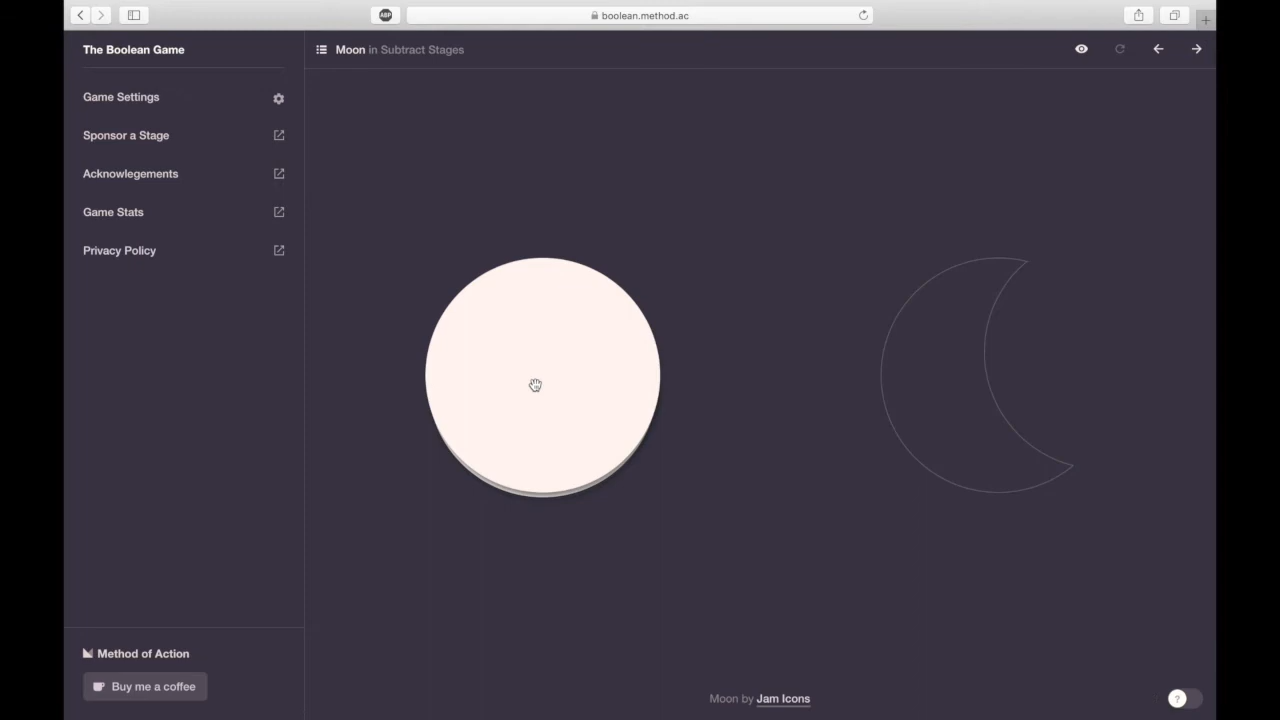 ABP
boolean.method.ac
The Boolean Game
Moon in Subtract Stages
Game Settings
Sponsor a Stage
Acknowlegements
Game Stats
Privacy Policy
Method of Action
Buy me a coffee
Moon by Jam Icons
?